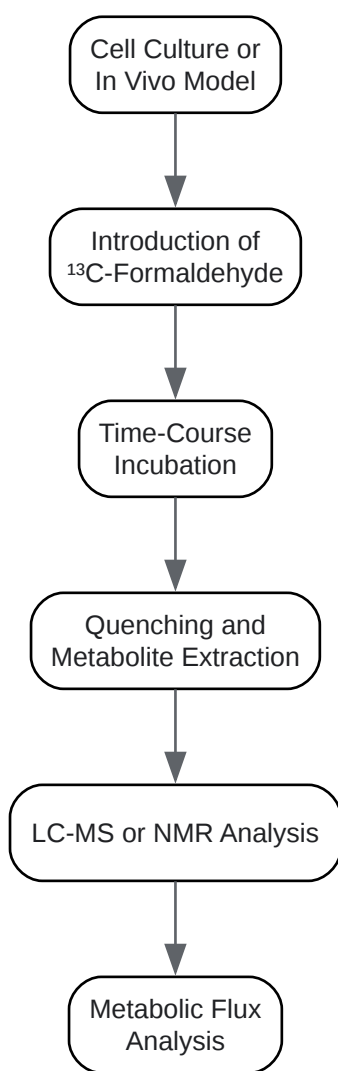 Cell Culture or
In Vivo Model
Introduction of
¹³C-Formaldehyde
Time-Course
Incubation
Quenching and
Metabolite Extraction
LC-MS or NMR Analysis
Metabolic Flux
Analysis